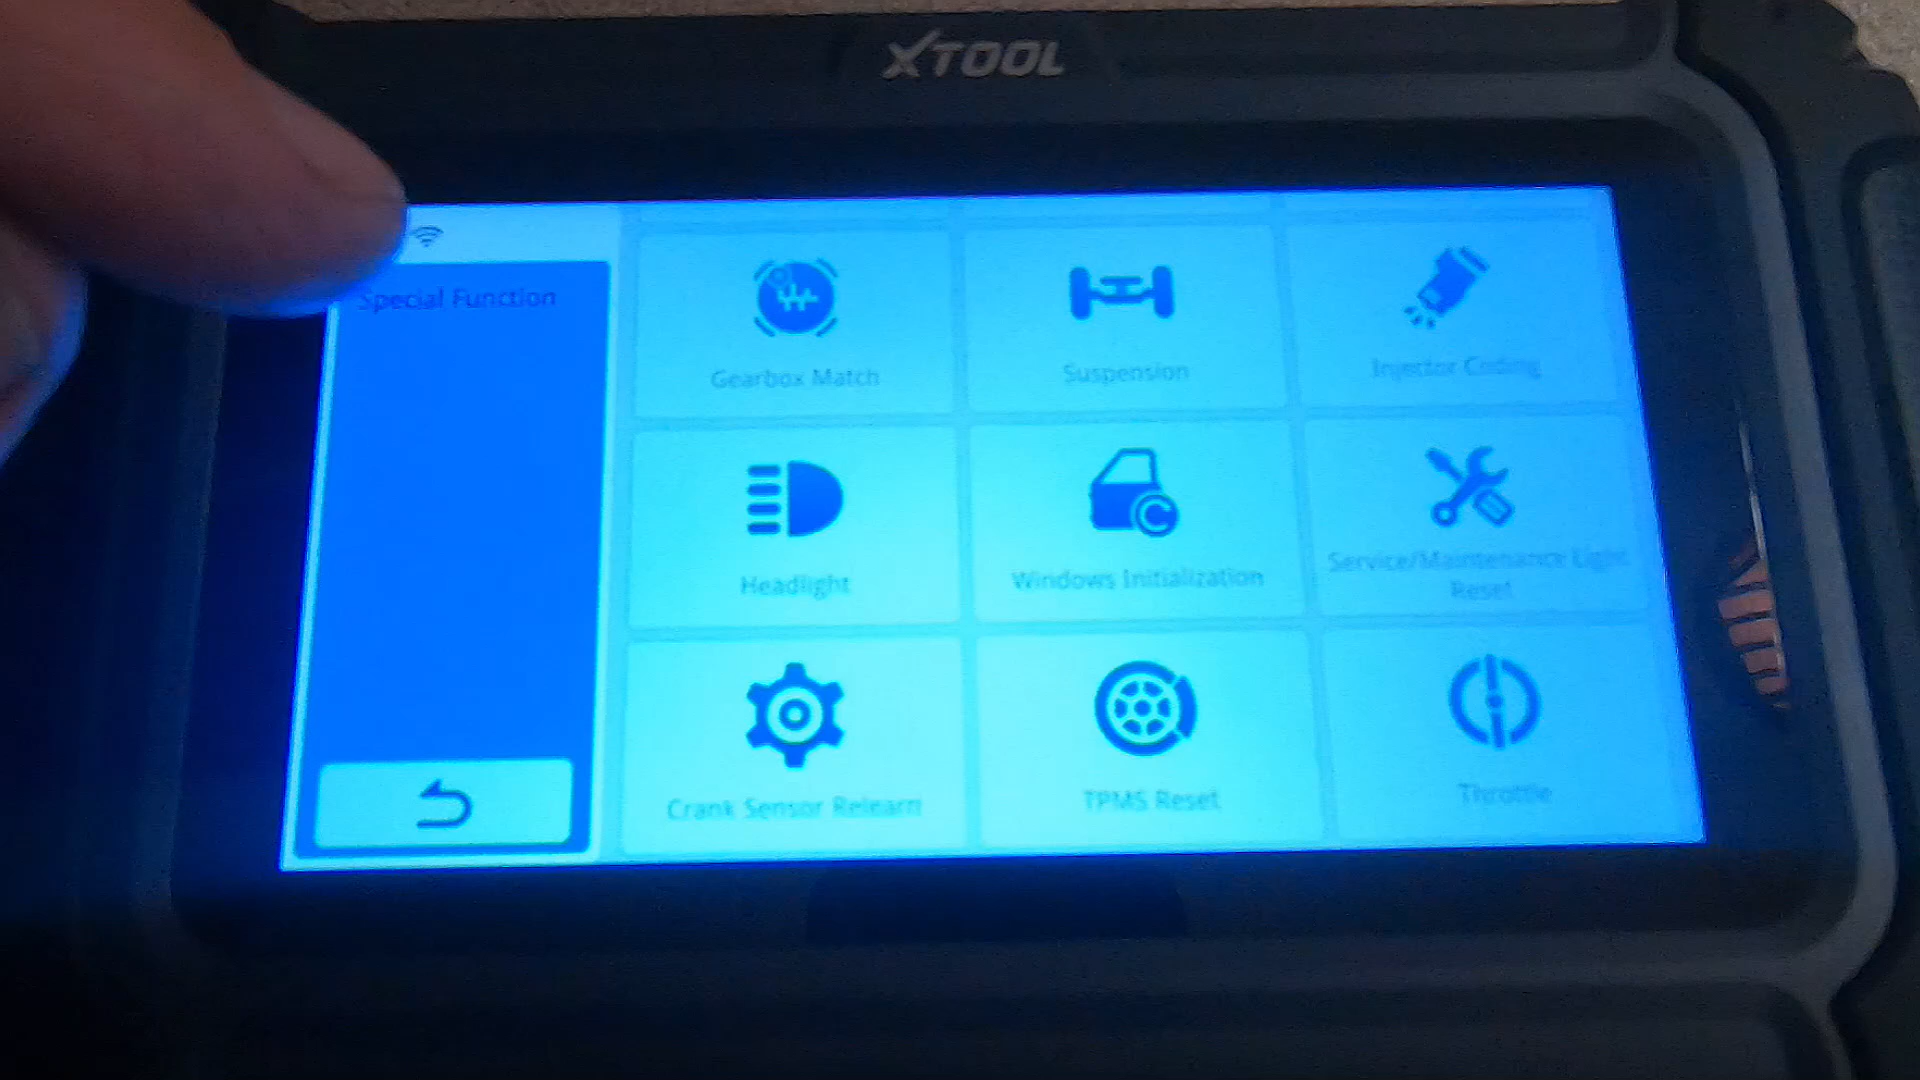 XTOOL
Special Function
Gearbox Match
Suspension
Injector Coding
Headlight
Windows Initialization
Service/Maintenance Light
Reset
Crank Sensor Relearn
TPMS Reset
Throttle